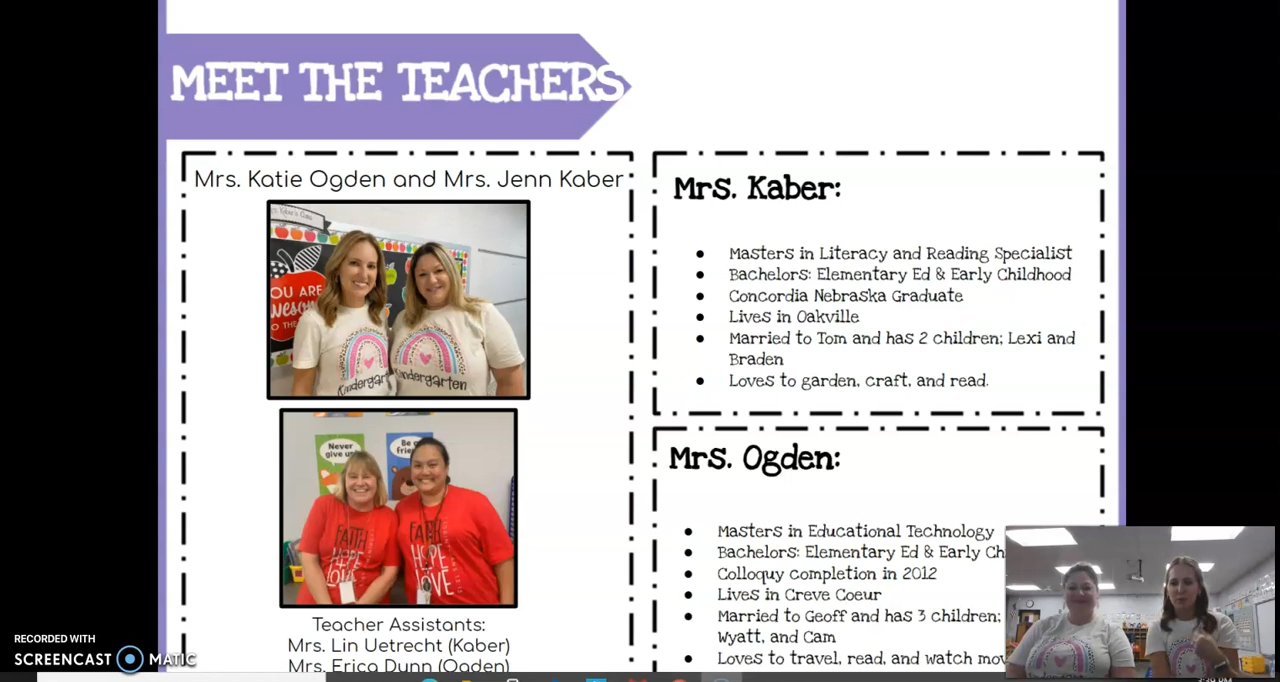 MEET THE TEACHERS
Mrs. Katie Ogden and Mrs. Jenn Kaber
YOU ARE
Kindergarten
Kindergarten
Never
give up
FAITH
HOPE
LOVE
FAITH
HOPE
LOVE
Teacher Assistants:
Mrs. Lin Uetrecht (Kaber)
Mrs. Erica Dunn (Ogden)
Mrs. Kaber:
● Masters in Literacy and Reading Specialist
● Bachelors: Elementary Ed & Early Childhood
● Concordia Nebraska Graduate
● Lives in Oakville
● Married to Tom and has 2 children; Lexi and
Braden
● Loves to garden, craft, and read.
Mrs. Ogden:
● Masters in Educational Technology
● Bachelors: Elementary Ed & Early Ch
● Colloquy completion in 2012
● Lives in Creve Coeur
● Married to Geoff and has 3 children;
Wyatt, and Cam
● Loves to travel, read, and watch mov
RECORDED WITH
SCREENCAST MATIC
3:39 PM